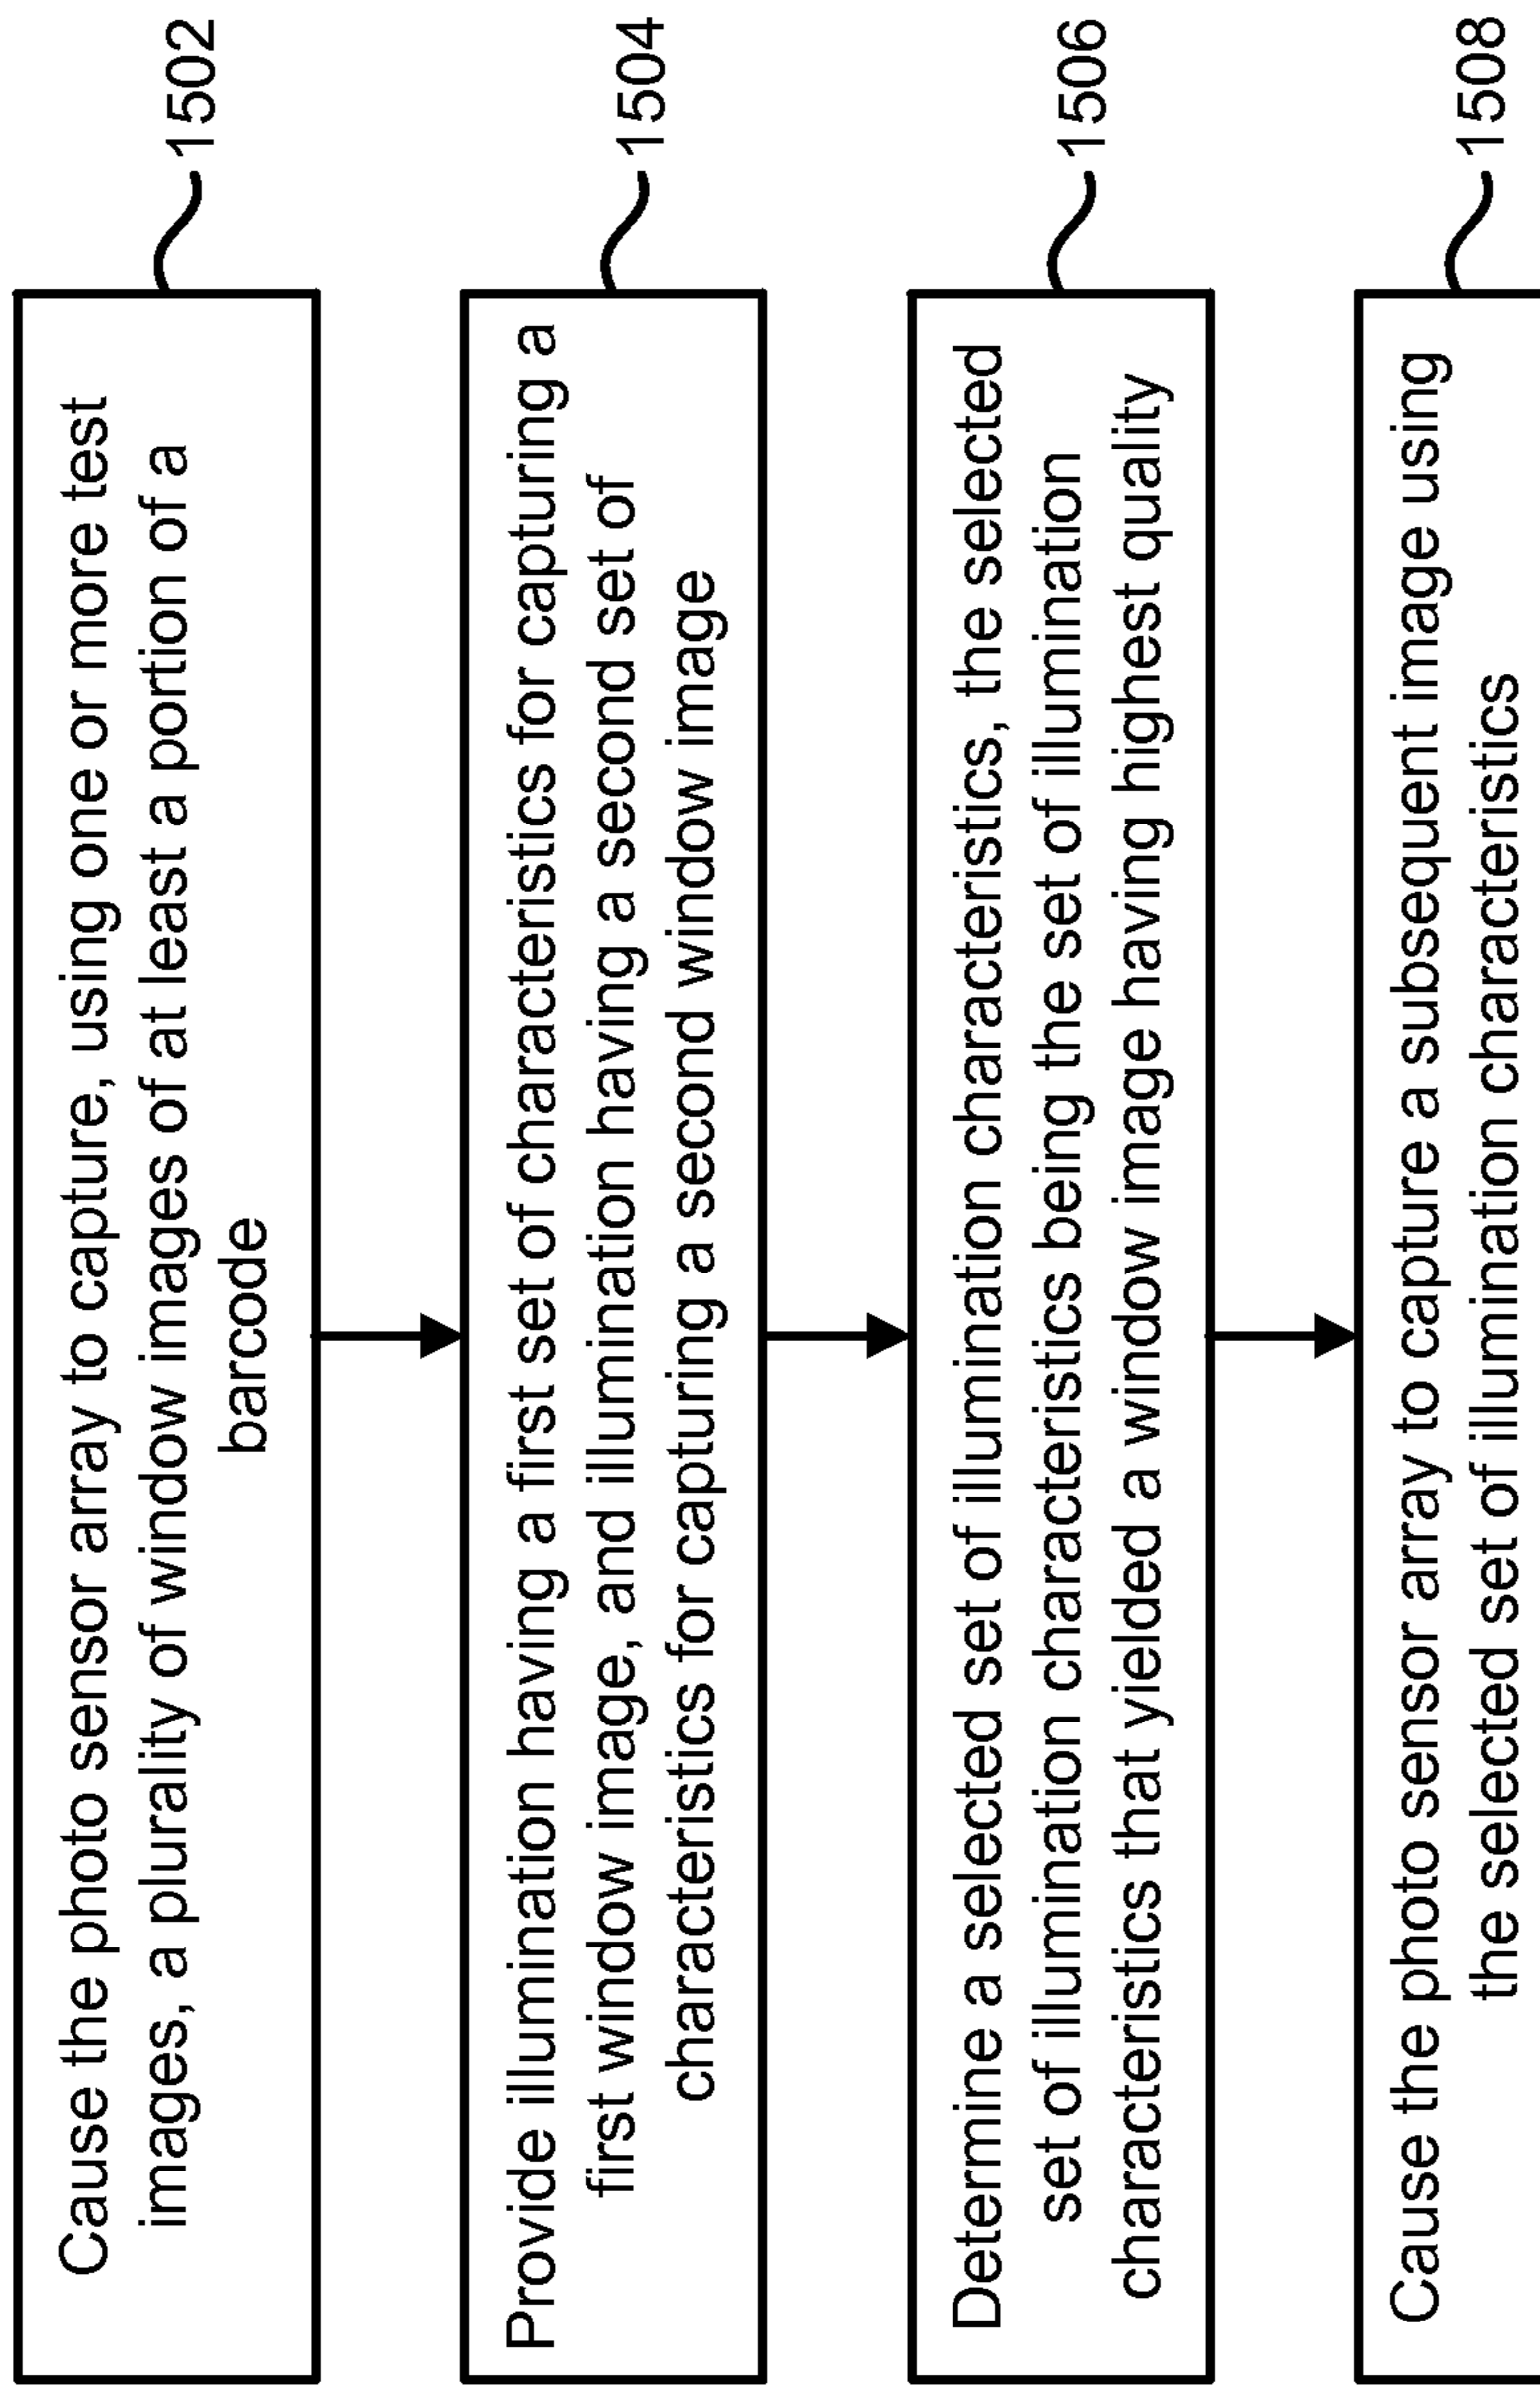 Cause the photo sensor array to capture, using one or more test
images, a plurality of window images of at least a portion of a
barcode
1502
Provide illumination having a first set of characteristics for capturing a
first window image, and illumination having a second set of
characteristics for capturing a second window image
1504
Determine a selected set of illumination characteristics, the selected
set of illumination characteristics being the set of illumination
characteristics that yielded a window image having highest quality
1506
Cause the photo sensor array to capture a subsequent image using
the selected set of illumination characteristics
1508